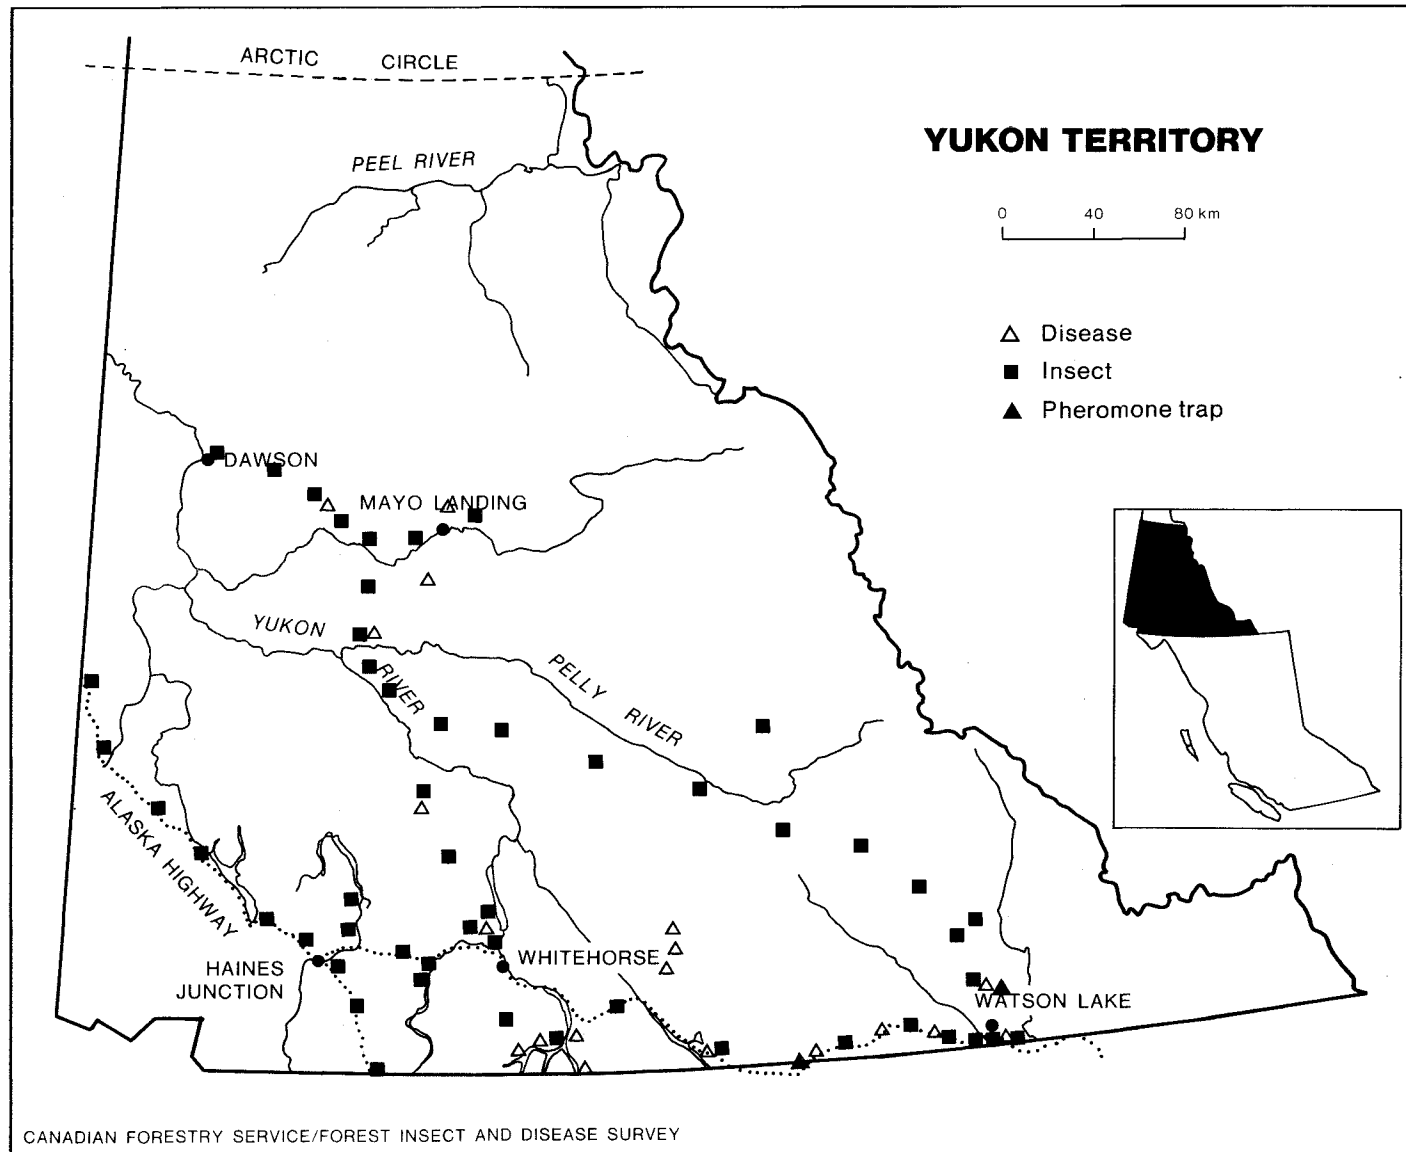 ARCTIC CIRCLE
YUKON TERRITORY
PEEL RIVER
0 40 80 km
Disease
Insect
Pheromone trap
DAWSON
MAYO LANDING
YUKON RIVER
PELLY RIVER
ALASKA HIGHWAY
HAINES
JUNCTION
WHITEHORSE
WATSON LAKE
CANADIAN FORESTRY SERVICE/FOREST INSECT AND DISEASE SURVEY